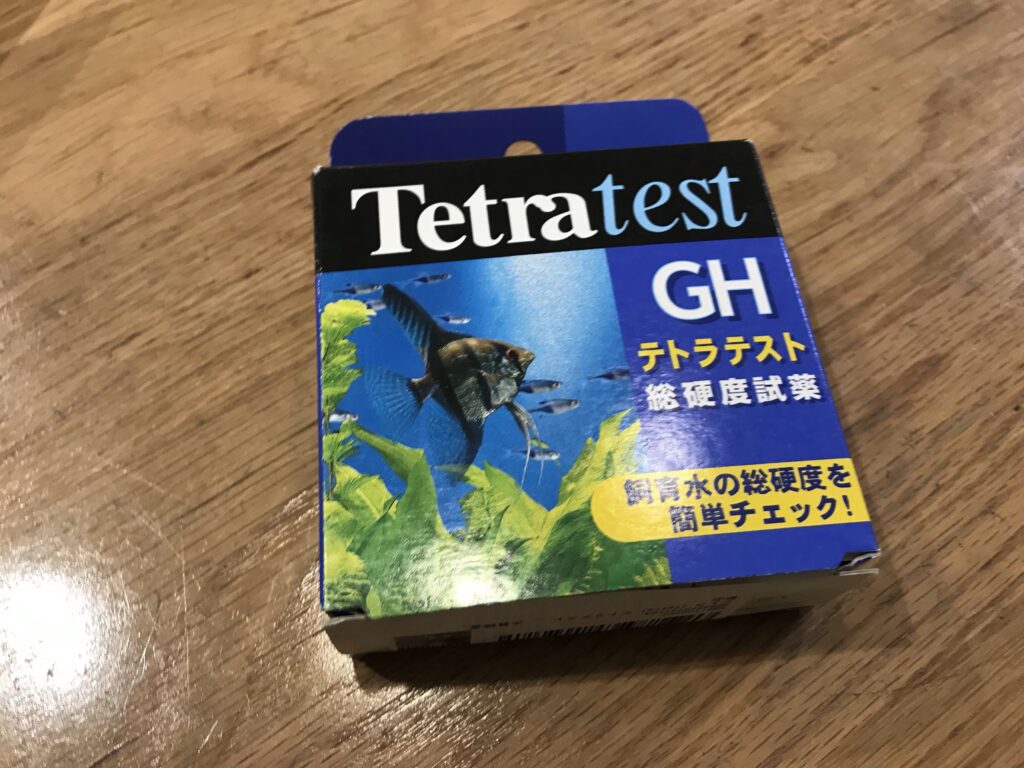 Tetratest
GH
テトラテスト
総硬度試薬
飼育水の総硬度を
簡単チェック!